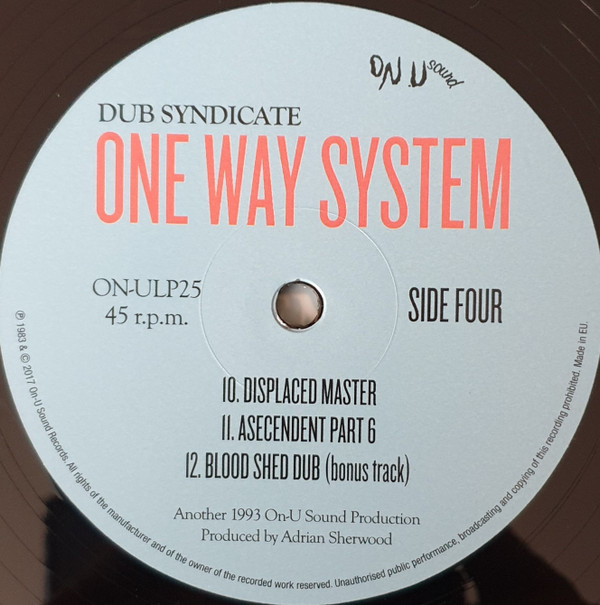 ON.U sound
DUB SYNDICATE
ONE WAY SYSTEM
ON-ULP25
45 r.p.m.
SIDE FOUR
10. DISPLACED MASTER
11. ASECENDENT PART 6
12. BLOOD SHED DUB (bonus track)
Another 1993 On-U Sound Production
Produced by Adrian Sherwood
℗ 1983 & © 2017 On-U Sound Records. All rights of the manufacturer and of the owner of the recorded work reserved. Unauthorised public performance, broadcasting and copying of this recording prohibited. Made in EU.